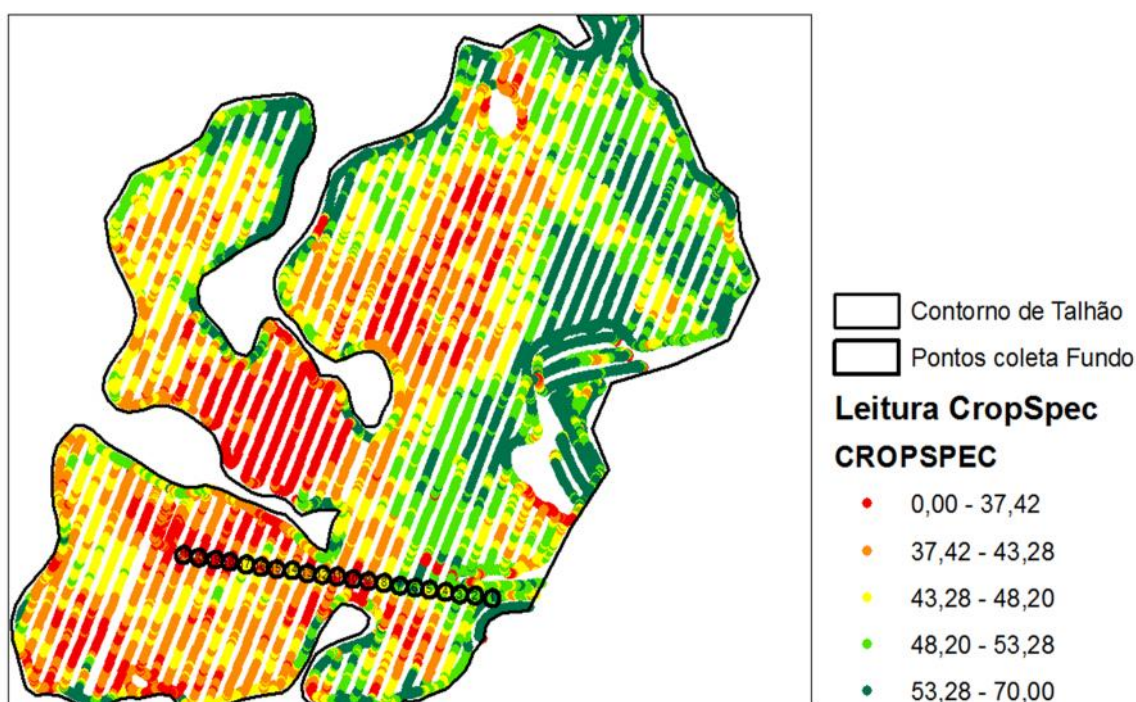 Contorno de Talhão
Pontos coleta Fundo
Leitura CropSpec
CROPSPEC
0,00 - 37,42
37,42 - 43,28
43,28 - 48,20
48,20 - 53,28
53,28 - 70,00